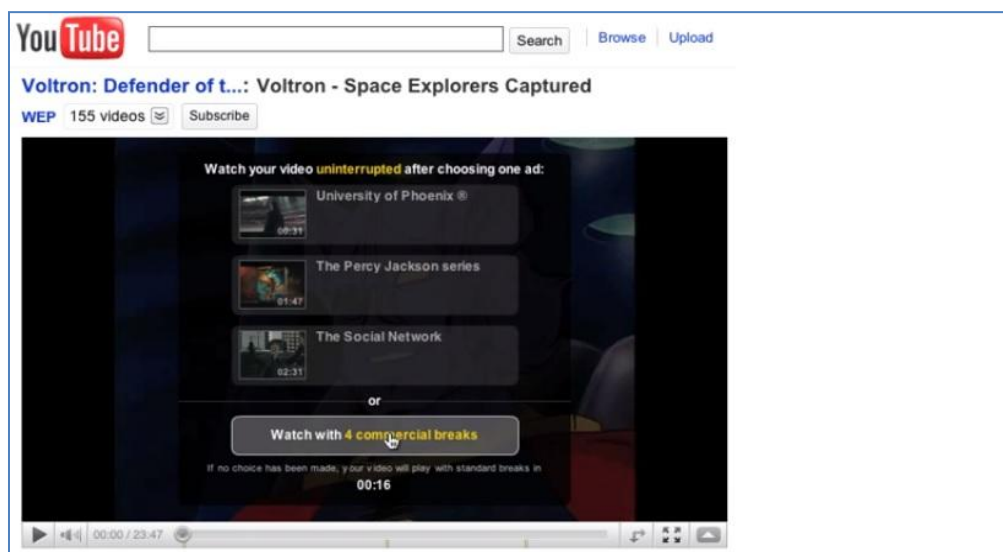 You Tube Search Browse Upload
Voltron: Defender of t...: Voltron - Space Explorers Captured
WEP 155 videos Subscribe
Watch your video uninterrupted after choosing one ad:
University of Phoenix ®
00:31
The Percy Jackson series
01:47
The Social Network
02:31
or
Watch with 4 commercial breaks
If no choice has been made, your video will play with standard breaks in
00:16
00:00 / 23:47